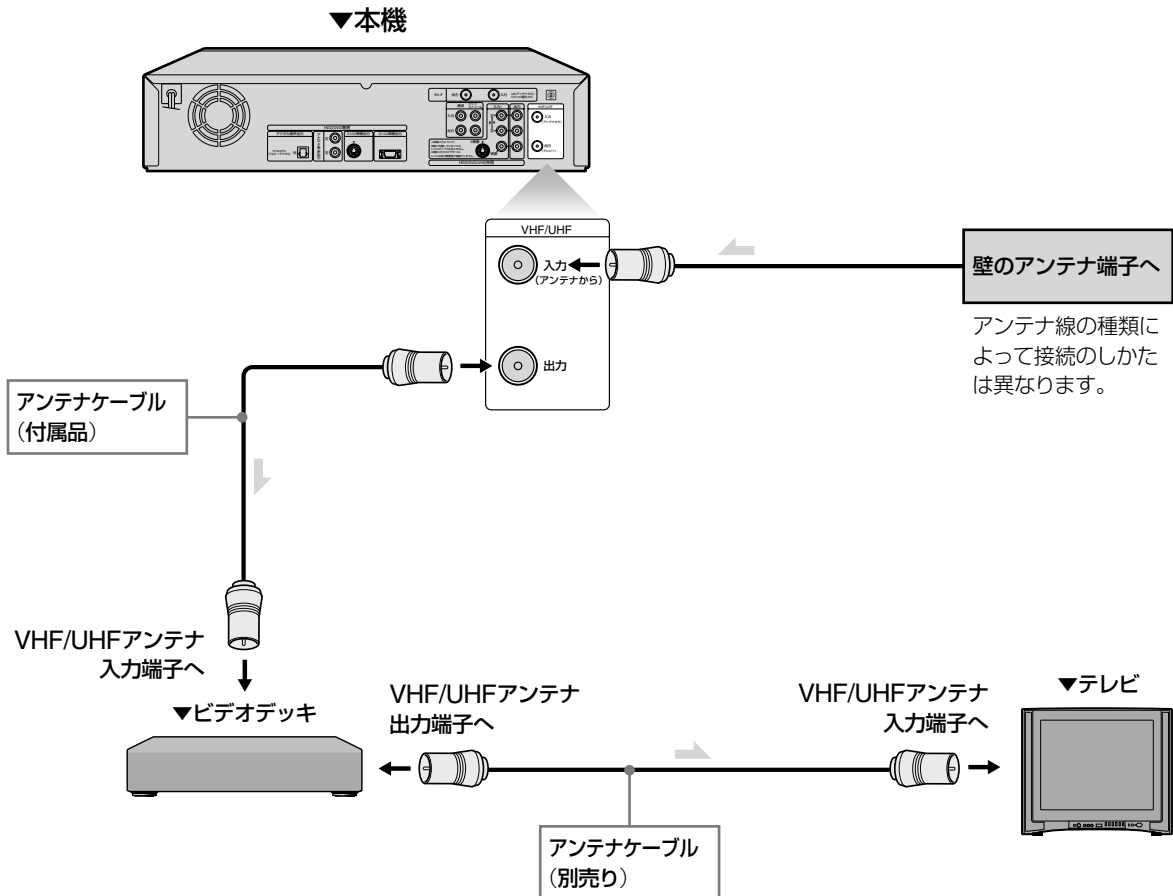 ▼本機
VHF/UHF
入力
(アンテナから)
出力
壁のアンテナ端子へ
アンテナ線の種類に
よって接続のしかた
は異なります。
アンテナケーブル
(付属品)
VHF/UHFアンテナ
入力端子へ
▼ビデオデッキ
VHF/UHFアンテナ
出力端子へ
VHF/UHFアンテナ
入力端子へ
▼テレビ
アンテナケーブル
(別売り)